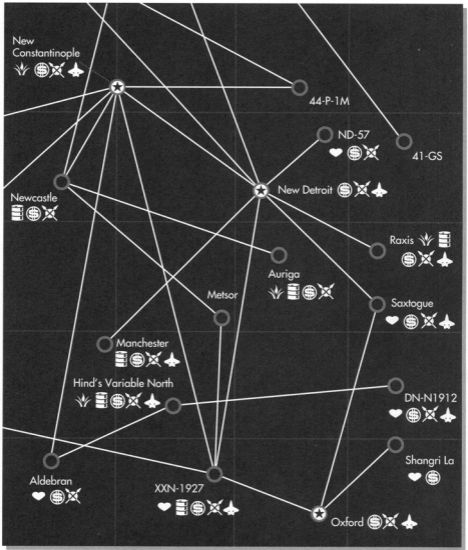 New
Constantinople
44-P-1M
ND-57
41-GS
New Detroit
Newcastle
Raxis
Auriga
Metsor
Saxtogue
Manchester
Hind's Variable North
DN-N1912
Shangri La
Aldebran
XXN-1927
Oxford